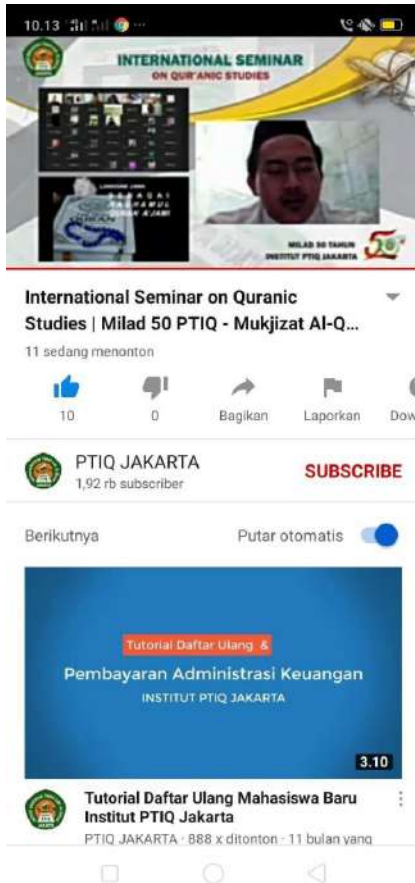 10.13
INTERNATIONAL SEMINAR
ON QUR'ANIC STUDIES
MILAD 50 TAHUN
INSTITUT PTIQ JAKARTA
50
International Seminar on Quranic
Studies | Milad 50 PTIQ - Mukjizat Al-Q...
11 sedang menonton
10 0 Bagikan Laporkan Dow
PTIQ JAKARTA
1,92 rb subscriber
SUBSCRIBE
Berikutnya Putar otomatis
Tutorial Daftar Ulang &
Pembayaran Administrasi Keuangan
INSTITUT PTIQ JAKARTA
3.10
Tutorial Daftar Ulang Mahasiswa Baru
Institut PTIQ Jakarta
PTIQ JAKARTA · 888 x ditonton · 11 bulan yang